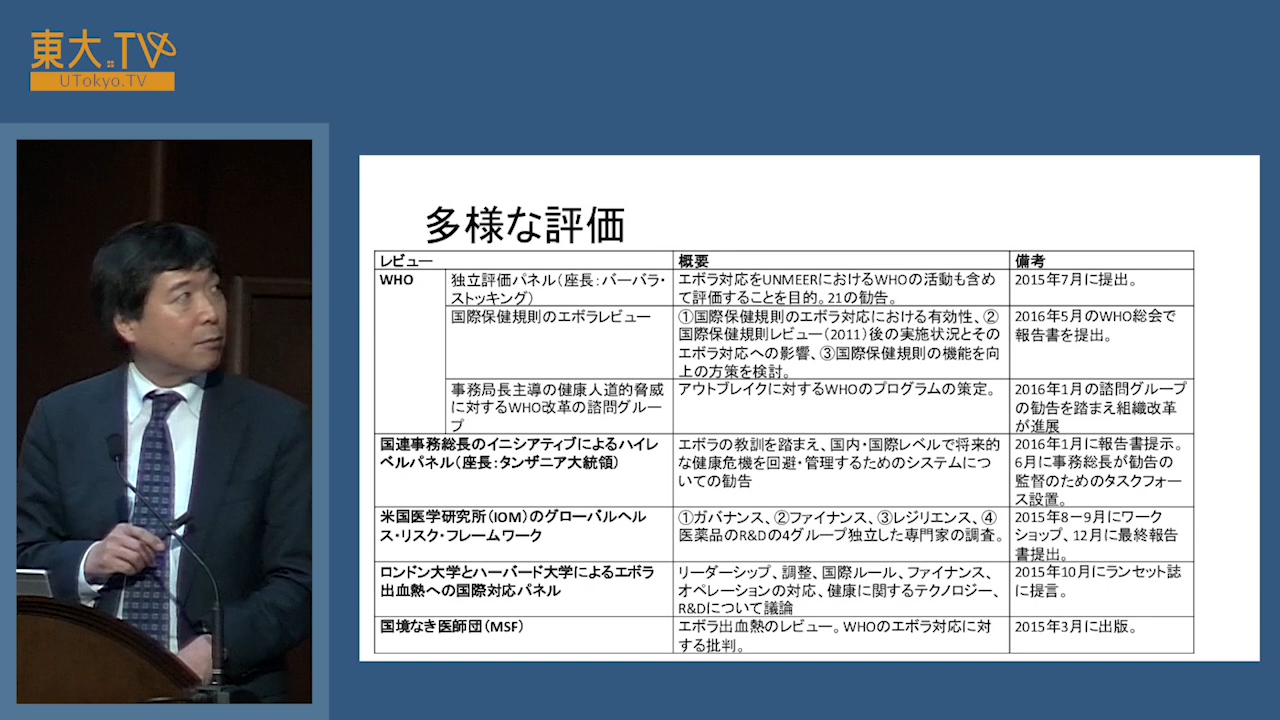 東大.TV
UTokyo.TV
多様な評価
レビュー 概要 備考
WHO 独立評価パネル(座長:バーバラ・
ストッキング)
エボラ対応をUNMEERにおけるWHOの活動も含め
て評価することを目的。21の勧告。
2015年7月に提出。
国際保健規則のエボラレビュー
①国際保健規則のエボラ対応における有効性、②
国際保健規則レビュー(2011)後の実施状況とその
エボラ対応への影響、③国際保健規則の機能を向
上の方策を検討。
2016年5月のWHO総会で
報告書を提出。
事務局長主導の健康人道的脅威
に対するWHO改革の諮問グルー
プ
アウトブレイクに対するWHOのプログラムの策定。
2016年1月の諮問グループ
の勧告を踏まえ組織改革
が進展
国連事務総長のイニシアティブによるハイレ
ベルパネル(座長:タンザニア大統領)
エボラの教訓を踏まえ、国内・国際レベルで将来的
な健康危機を回避・管理するためのシステムにつ
いての勧告
2016年1月に報告書提示。
6月に事務総長が勧告の
監督のためのタスクフォー
ス設置。
米国医学研究所(IOM)のグローバルヘル
ス・リスク・フレームワーク
①ガバナンス、②ファイナンス、③レジリエンス、④
医薬品のR&Dの4グループ独立した専門家の調査。
2015年8-9月にワーク
ショップ、12月に最終報告
書提出。
ロンドン大学とハーバード大学によるエボラ
出血熱への国際対応パネル
リーダーシップ、調整、国際ルール、ファイナンス、
オペレーションの対応、健康に関するテクノロジー、
R&Dについて議論
2015年10月にランセット誌
に提言。
国境なき医師団(MSF)
エボラ出血熱のレビュー。WHOのエボラ対応に対
する批判。
2015年3月に出版。